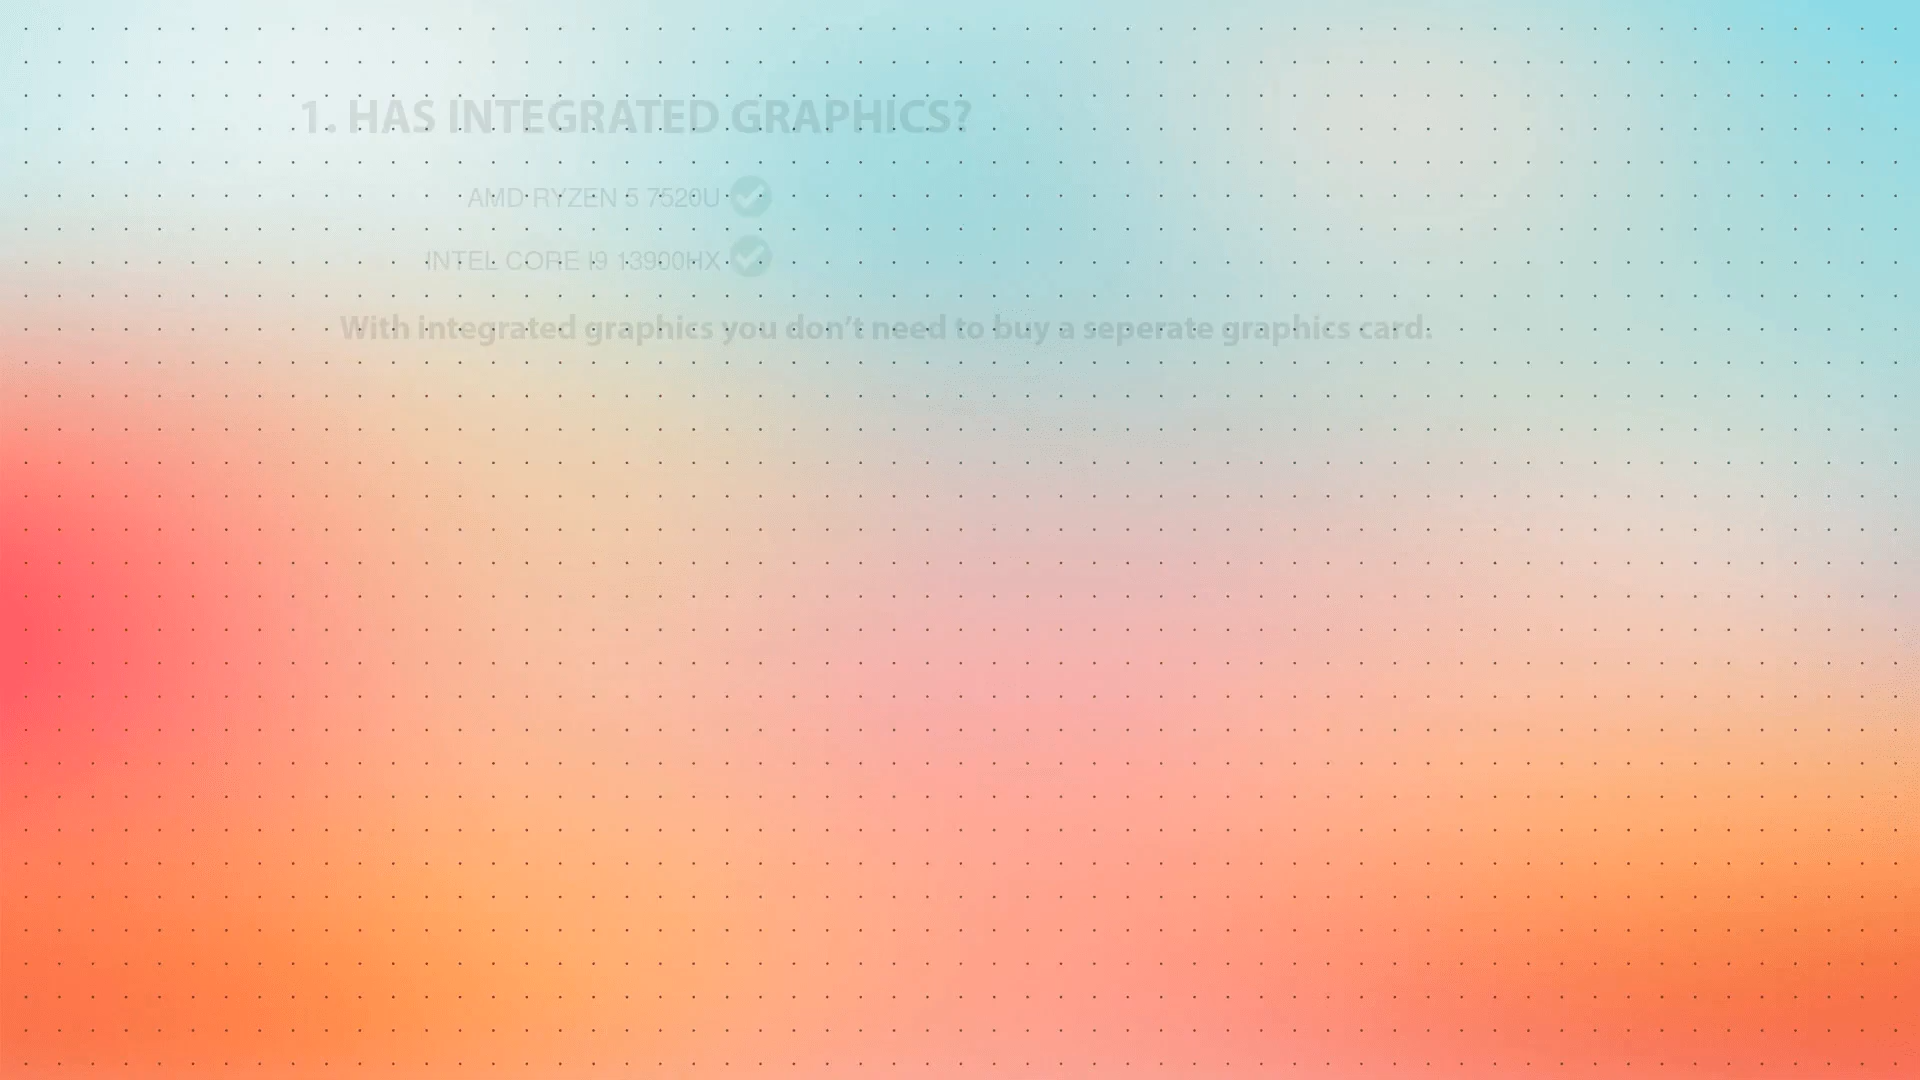 1. HAS INTEGRATED GRAPHICS?
AMD RYZEN 5 7520U
INTEL CORE I9 13900HX
With integrated graphics you don’t need to buy a seperate graphics card.